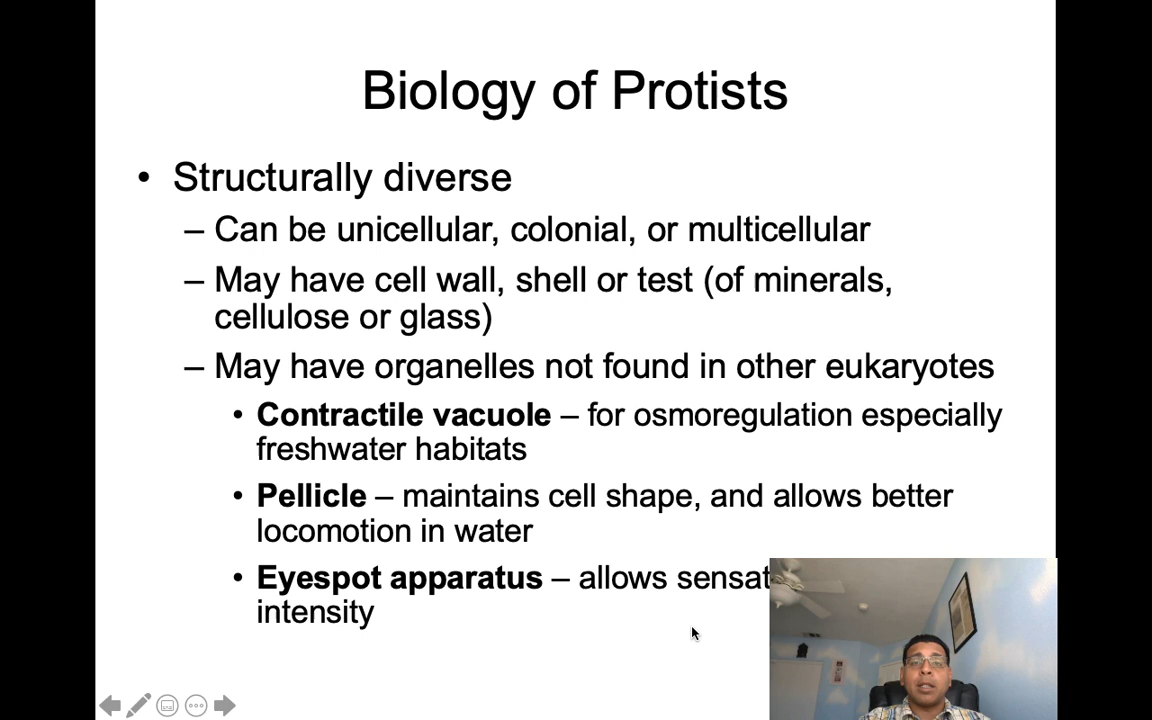 Biology of Protists
• Structurally diverse
– Can be unicellular, colonial, or multicellular
– May have cell wall, shell or test (of minerals,
cellulose or glass)
– May have organelles not found in other eukaryotes
• Contractile vacuole – for osmoregulation especially
freshwater habitats
• Pellicle – maintains cell shape, and allows better
locomotion in water
• Eyespot apparatus – allows
intensity